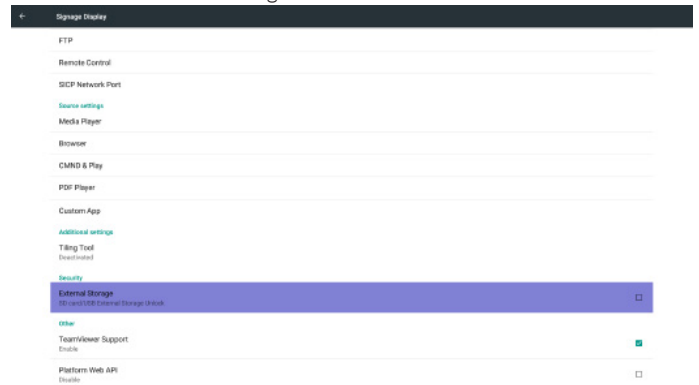 Signage Display
FTP
Remote Control
SICP Network Port
Source settings
Media Player
Browser
CMND & Play
PDF Player
Custom App
Additional settings
Tiling Tool
Deactivated
Security
External Storage
SD card/USB External Storage Unlock
Other
TeamViewer Support
Enable
Platform Web API
Disable